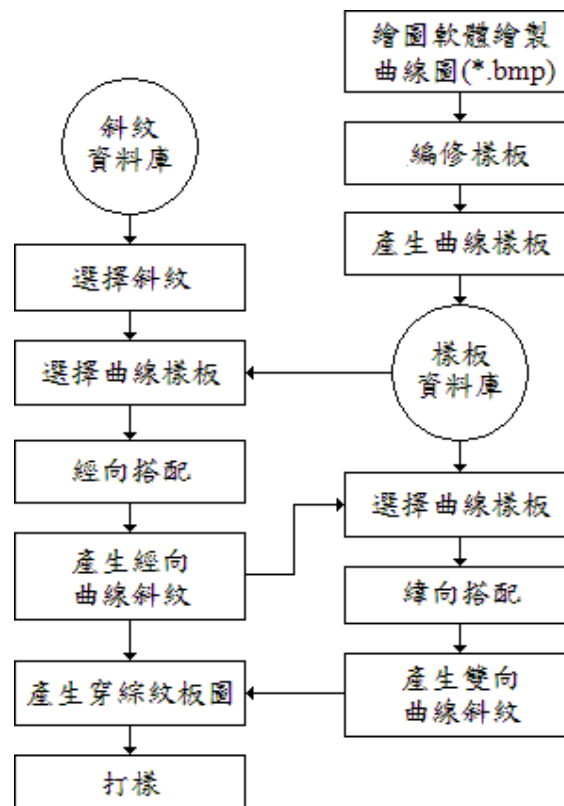 繪圖軟體繪製
曲線圖(*.bmp)
編修樣板
產生曲線樣板
樣板
資料庫
斜紋
資料庫
選擇斜紋
選擇曲線樣板
經向搭配
產生經向
曲線斜紋
選擇曲線樣板
緯向搭配
產生雙向
曲線斜紋
產生穿綜紋板圖
打樣